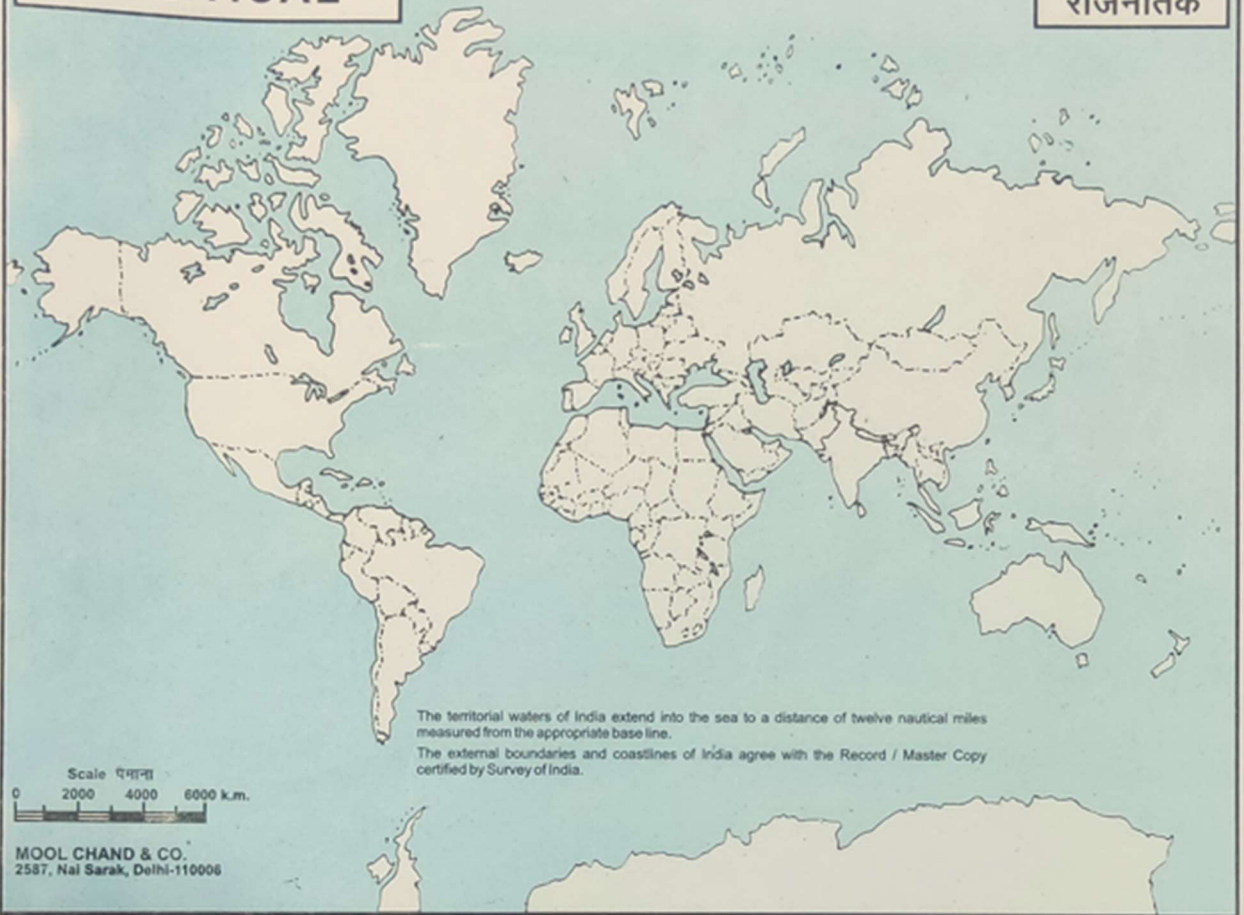 राजनीतिक
The territorial waters of India extend into the sea to a distance of twelve nautical miles
measured from the appropriate base line.
The external boundaries and coastlines of India agree with the Record / Master Copy
certified by Survey of India.
Scale पैमाना
0 2000 4000 6000 k.m.
MOOL CHAND & CO.
2587, Nai Sarak, Delhi-110006